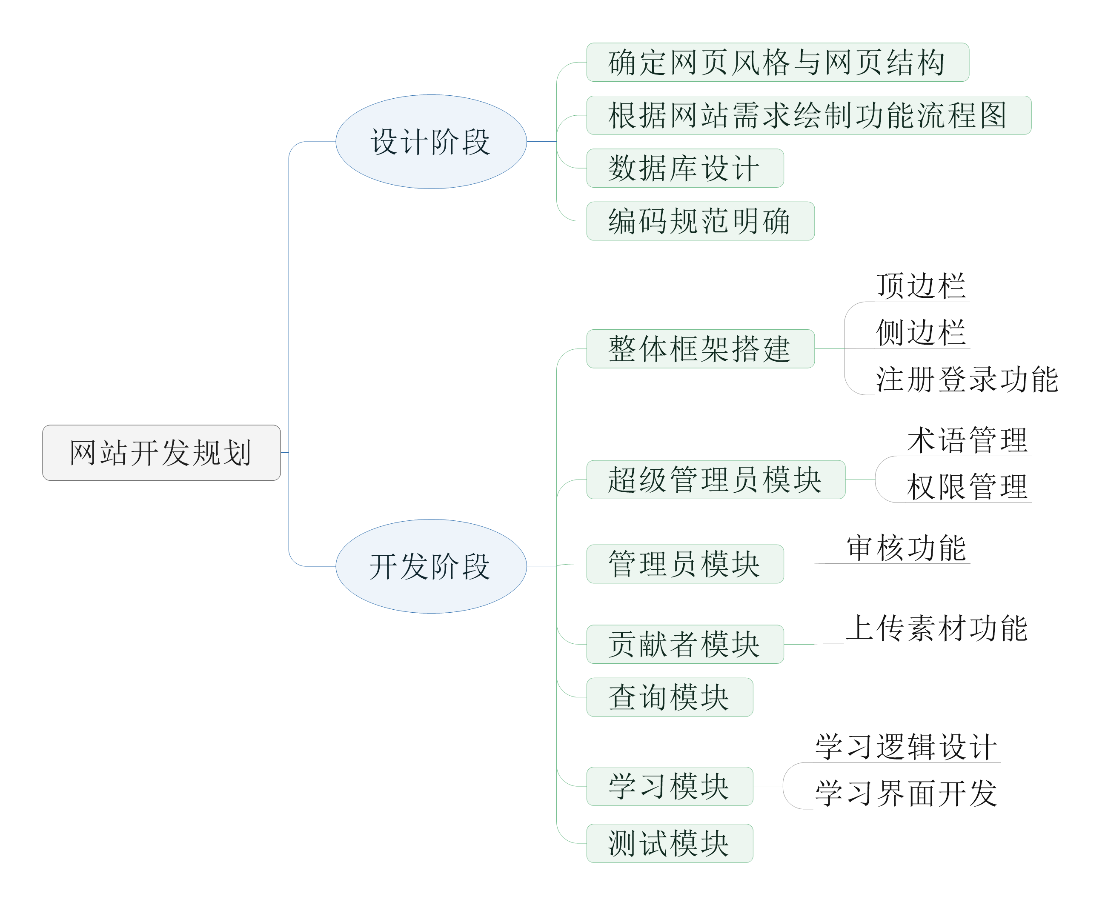 网站开发规划
设计阶段
确定网页风格与网页结构
根据网站需求绘制功能流程图
数据库设计
编码规范明确
开发阶段
整体框架搭建
顶边栏
侧边栏
注册登录功能
超级管理员模块
术语管理
权限管理
管理员模块
审核功能
贡献者模块
上传素材功能
查询模块
学习模块
学习逻辑设计
学习界面开发
测试模块